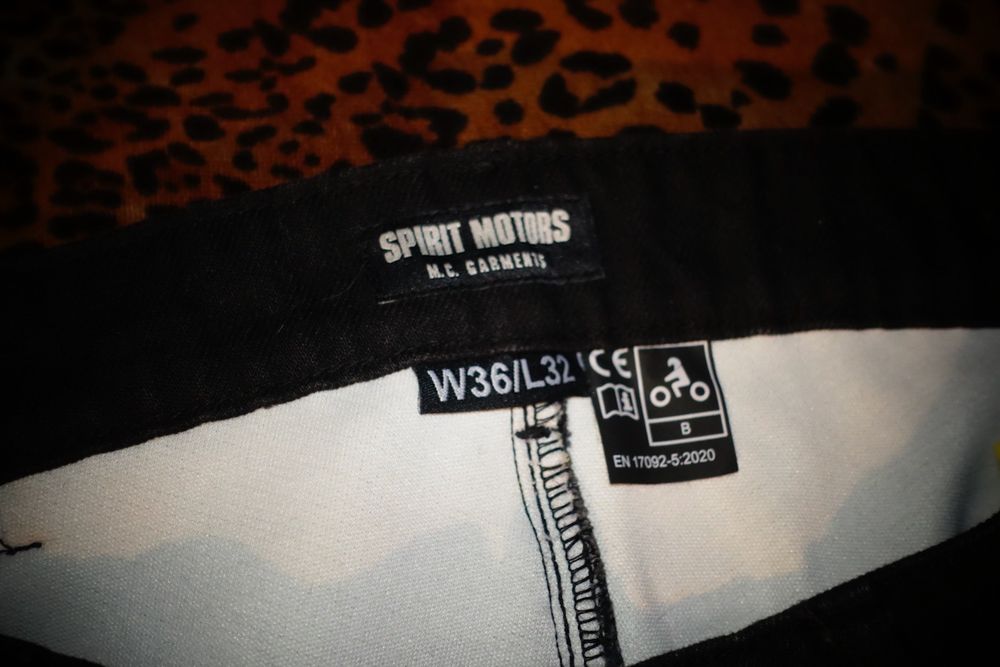 SPIRIT MOTORS
M.C. GARMENTS
W36/L32
CE
i
B
EN 17092-5:2020